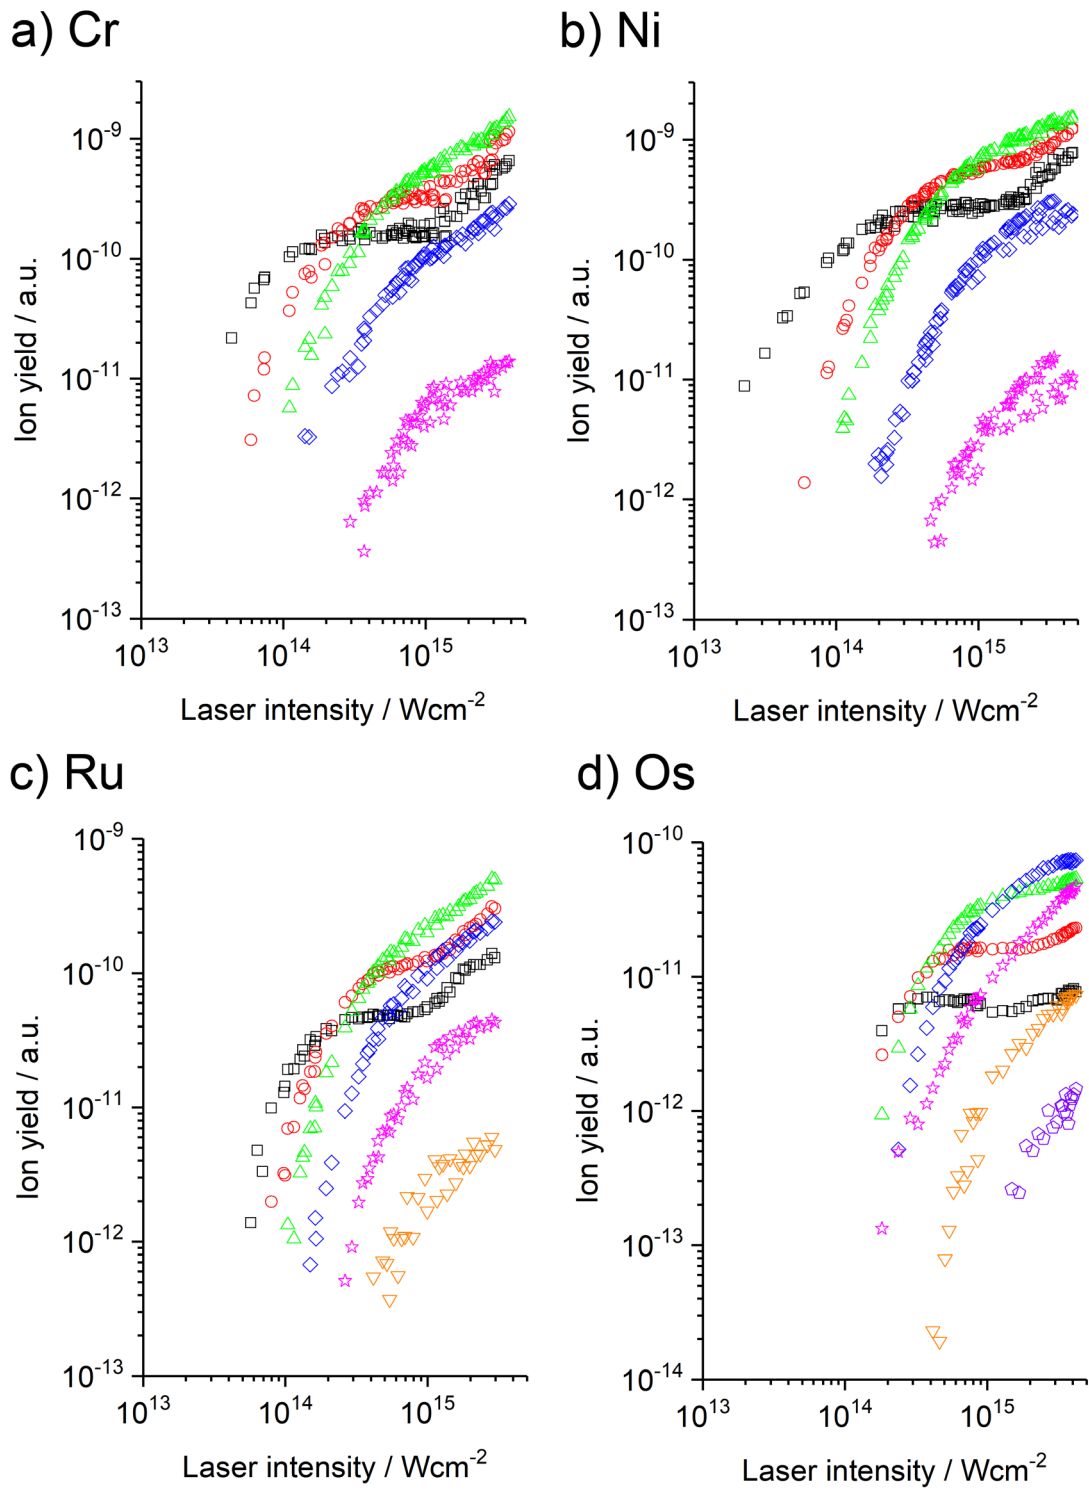 a) Cr
b) Ni
10⁻⁹
10⁻¹⁰
10⁻¹¹
10⁻¹²
10⁻¹³
Ion yield / a.u.
10¹³
10¹⁴
10¹⁵
Laser intensity / Wcm⁻²
10⁻⁹
10⁻¹⁰
10⁻¹¹
10⁻¹²
10⁻¹³
Ion yield / a.u.
10¹³
10¹⁴
10¹⁵
Laser intensity / Wcm⁻²
c) Ru
d) Os
10⁻⁹
10⁻¹⁰
10⁻¹¹
10⁻¹²
10⁻¹³
Ion yield / a.u.
10¹³
10¹⁴
10¹⁵
Laser intensity / Wcm⁻²
10⁻¹⁰
10⁻¹¹
10⁻¹²
10⁻¹³
10⁻¹⁴
Ion yield / a.u.
10¹³
10¹⁴
10¹⁵
Laser intensity / Wcm⁻²